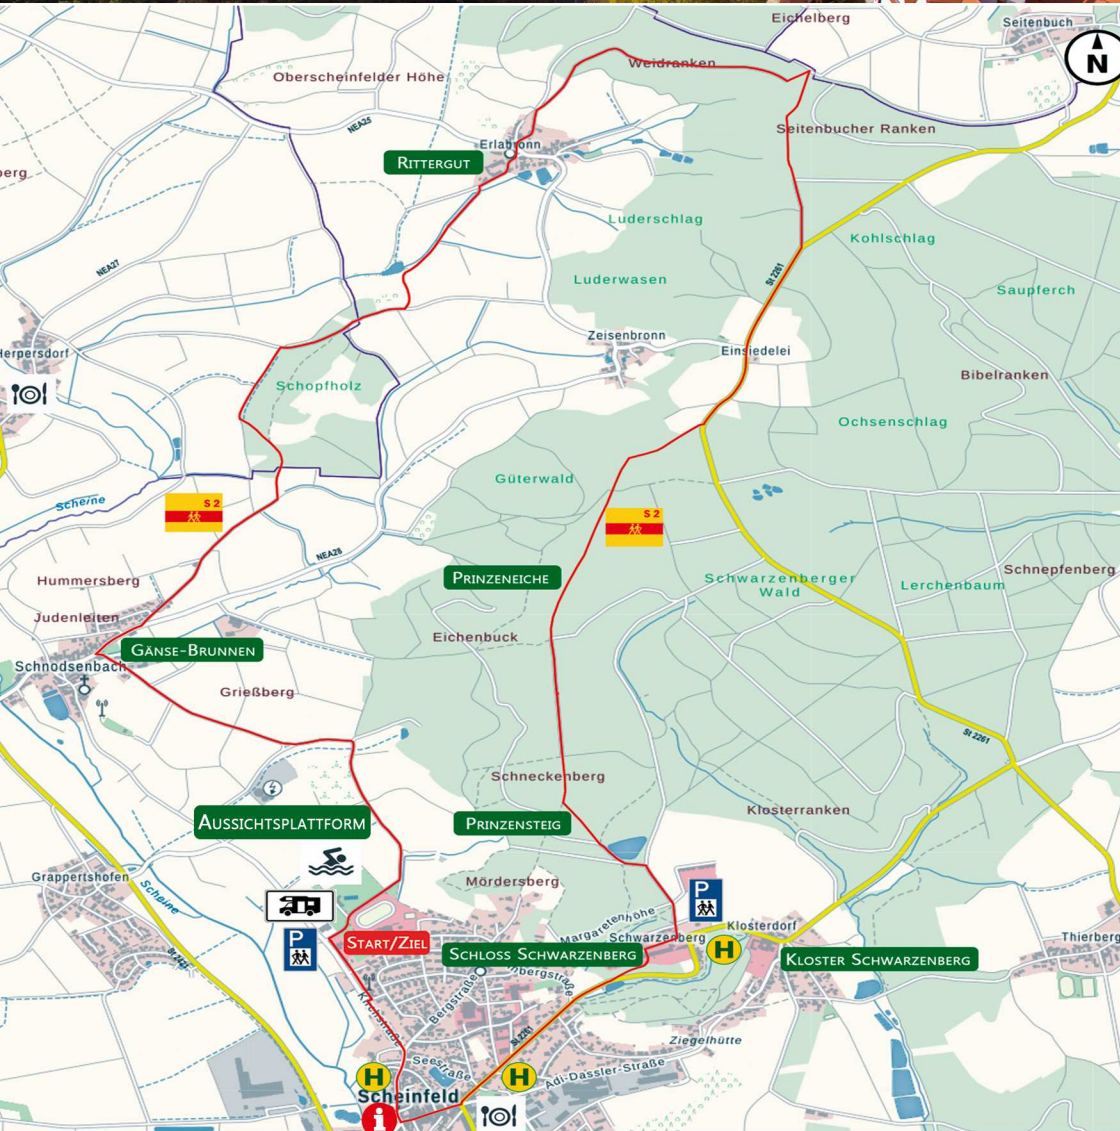 Eichelberg
Seitenbuch
N
Weidranken
Oberscheinfelder Höhe
NEA25
Seitenbucher Ranken
Erlabronn
RITTERGUT
Luderschlag
Kohlschlag
NEA27
St 2261
Luderwasen
Saupferch
Herpersdorf
Zeisenbronn
Einsiedelei
Bibelranken
Schopfholz
Ochsenschlag
Güterwald
Scheine
S 2
S 2
NEA28
Schnepfenberg
Hummersberg
PRINZENEICHE
Schwarzenberger
Wald
Lerchenbaum
Judenleiten
Eichenbuck
GÄNSE-BRUNNEN
Schnodsenbach
Grießberg
St 2261
Schneckenberg
Klosterranken
AUSSICHTSPLATTFORM
PRINZENSTEIG
Grappertshofen
Scheine
Mördersberg
P
Margaretenhöhe
Klosterdorf
P
START/ZIEL
Schwarzenberg
H
Thierberg
SCHLOSS SCHWARZENBERG
KLOSTER SCHWARZENBERG
St 2421
Bergstraße
Kirchstraße
St 2261
Ziegelhütte
Seestraße
Adi-Dassler-Straße
H
H
Scheinfeld
i